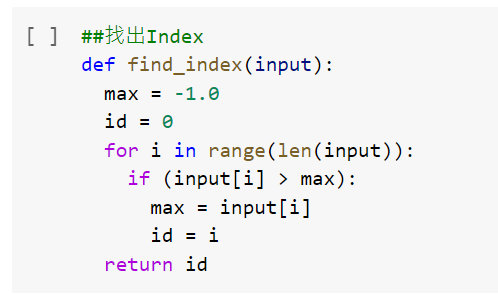 [ ] ##找出Index
def find_index(input):
  max = -1.0
  id = 0
  for i in range(len(input)):
    if (input[i] > max):
      max = input[i]
      id = i
  return id